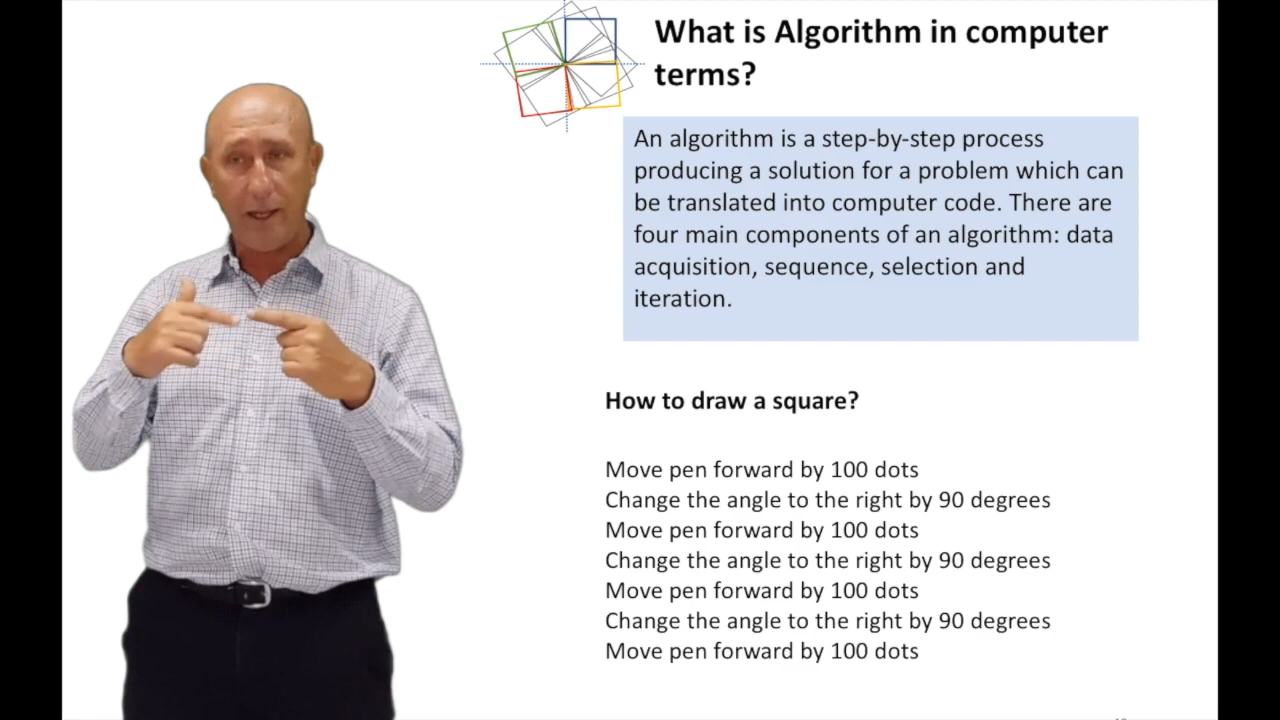 What is Algorithm in computer
terms?
An algorithm is a step-by-step process
producing a solution for a problem which can
be translated into computer code. There are
four main components of an algorithm: data
acquisition, sequence, selection and
iteration.
How to draw a square?
Move pen forward by 100 dots
Change the angle to the right by 90 degrees
Move pen forward by 100 dots
Change the angle to the right by 90 degrees
Move pen forward by 100 dots
Change the angle to the right by 90 degrees
Move pen forward by 100 dots